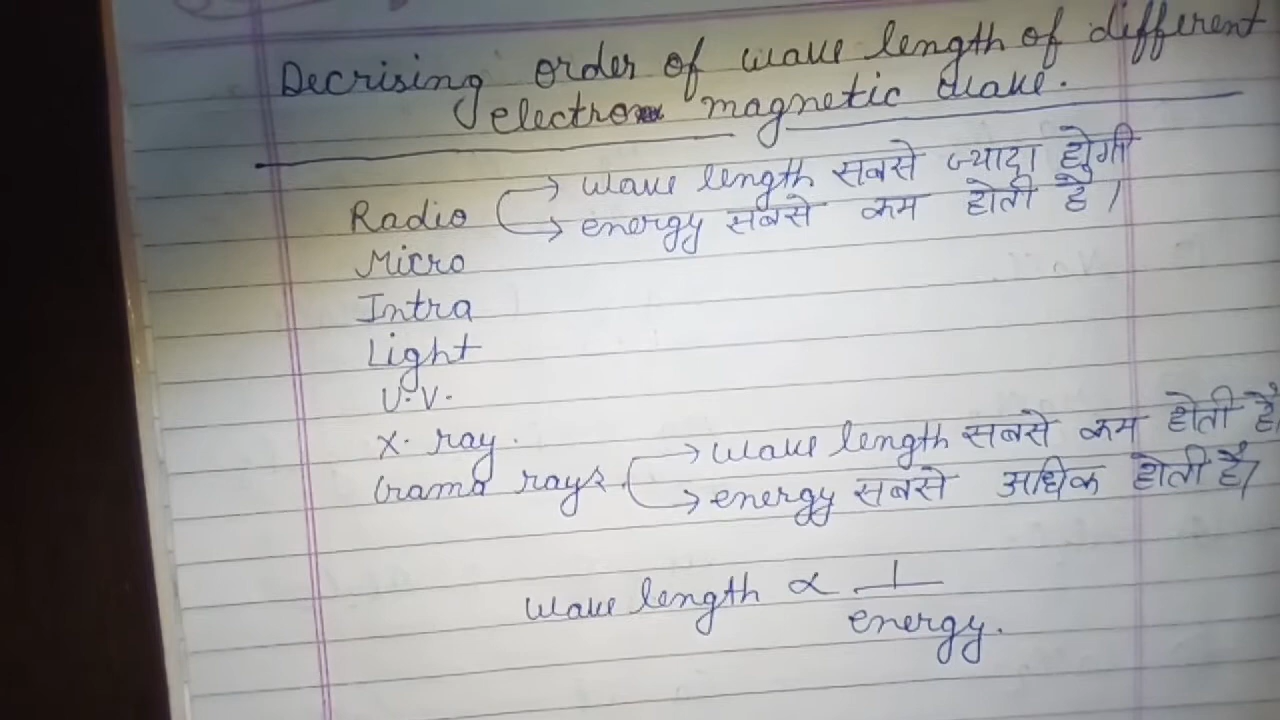 Decrising order of wave length of different
electro magnetic wave.
Radio → wave length सबसे ज्यादा होगी
→ energy सबसे कम होती है।
Micro
Intra
Light
U.V.
X. ray.
Gama rays. → wave length सबसे कम होती है
→ energy सबसे अधिक होती है।
wave length ∝ 1
energy.